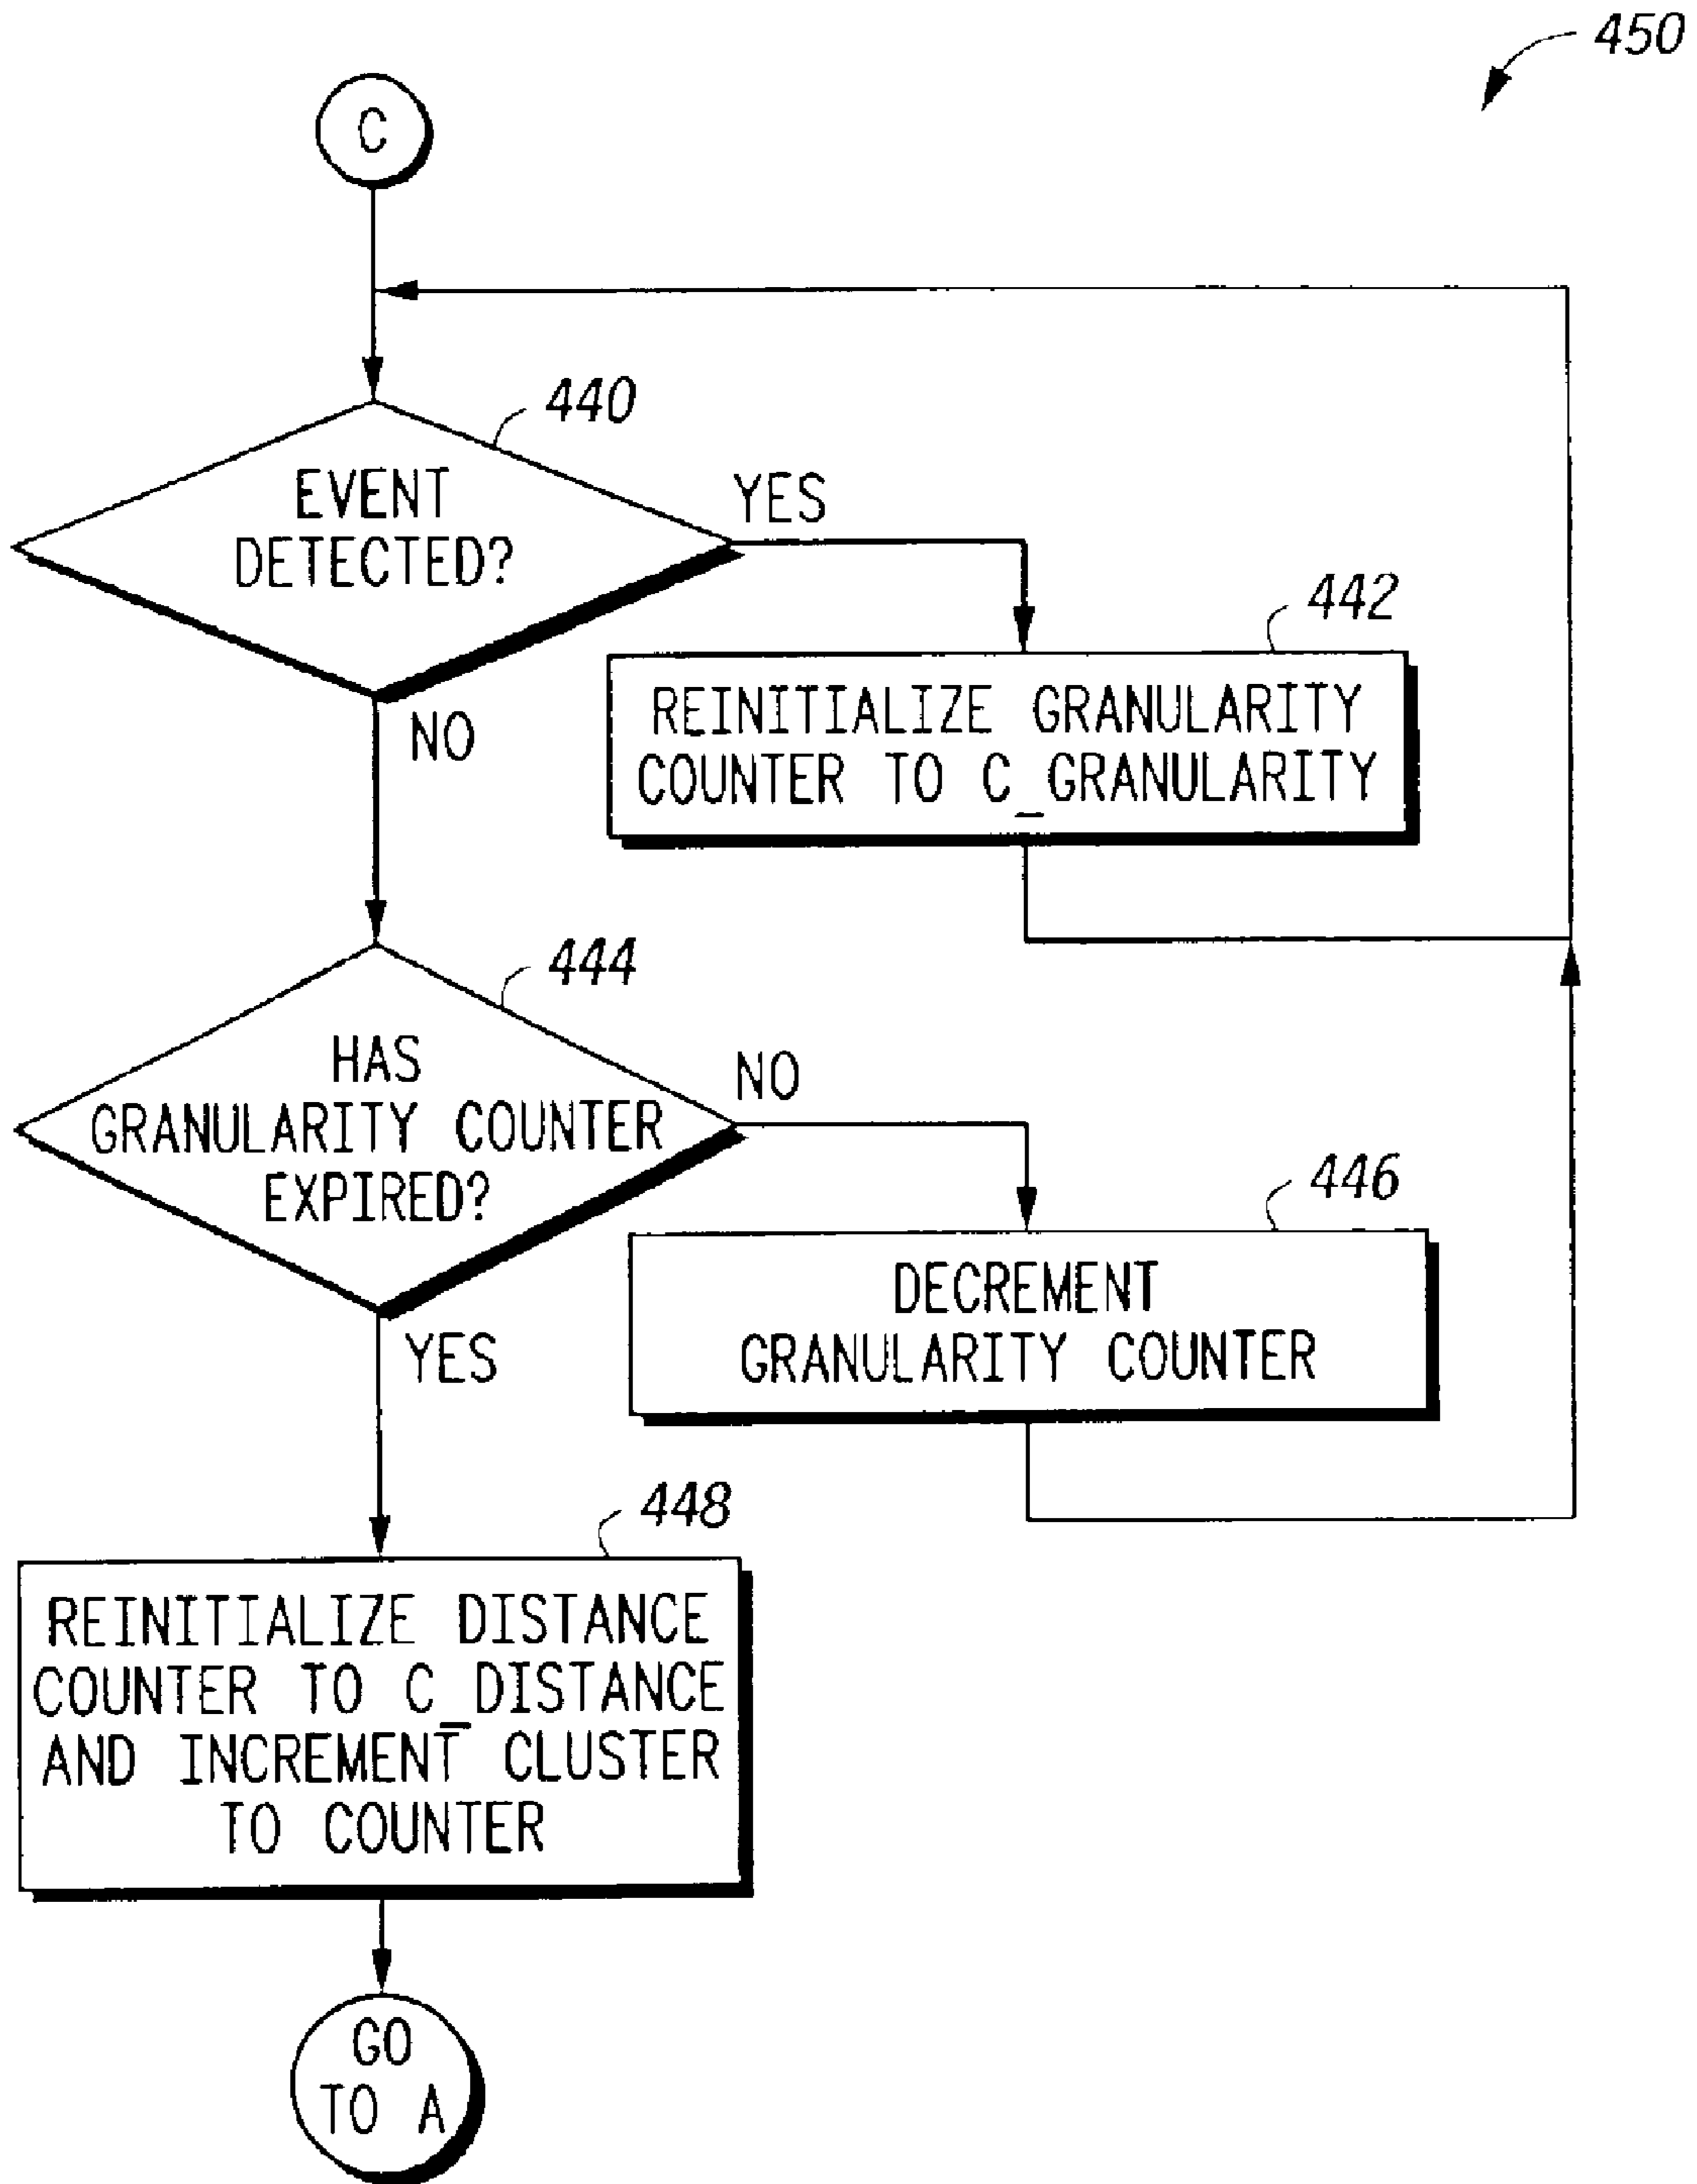 450
C
440
EVENT
DETECTED?
YES
NO
442
REINITIALIZE GRANULARITY
COUNTER TO C_GRANULARITY
444
HAS
GRANULARITY COUNTER
EXPIRED?
NO
YES
446
DECREMENT
GRANULARITY COUNTER
448
REINITIALIZE DISTANCE
COUNTER TO C_DISTANCE
AND INCREMENT CLUSTER
TO COUNTER
GO
TO A